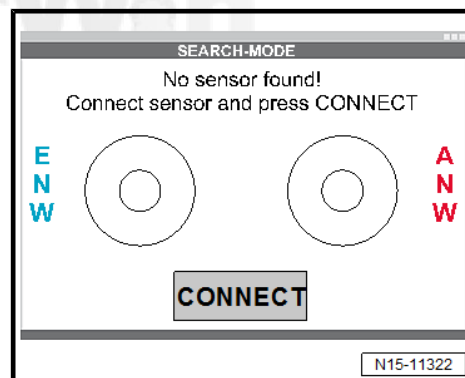 SEARCH-MODE
No sensor found!
Connect sensor and press CONNECT
E
N
W
A
N
W
CONNECT
N15-11322